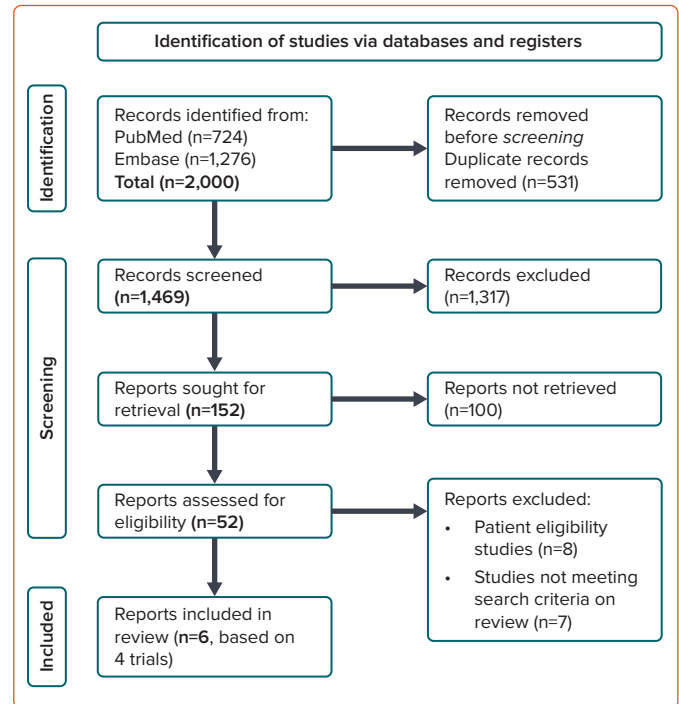 Identification of studies via databases and registers
Identification
Records identified from:
PubMed (n=724)
Embase (n=1,276)
Total (n=2,000)
Records removed
before screening
Duplicate records
removed (n=531)
Screening
Records screened
(n=1,469)
Records excluded
(n=1,317)
Reports sought for
retrieval (n=152)
Reports not retrieved
(n=100)
Reports assessed for
eligibility (n=52)
Reports excluded:
• Patient eligibility
studies (n=8)
• Studies not meeting
search criteria on
review (n=7)
Included
Reports included in
review (n=6, based on
4 trials)